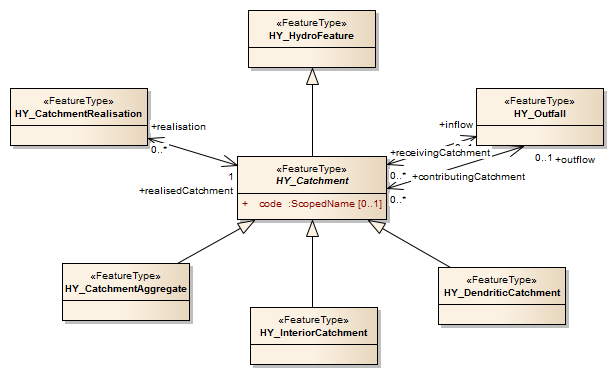 «FeatureType»
HY_HydroFeature
«FeatureType»
HY_CatchmentRealisation
«FeatureType»
HY_Outfall
+realisation
0..*
+inflow
+receivingCatchment
0..1
+outflow
«FeatureType»
HY_Catchment
+ code :ScopedName [0..1]
1
+realisedCatchment
0..*
+contributingCatchment
0..*
«FeatureType»
HY_CatchmentAggregate
«FeatureType»
HY_DendriticCatchment
«FeatureType»
HY_InteriorCatchment